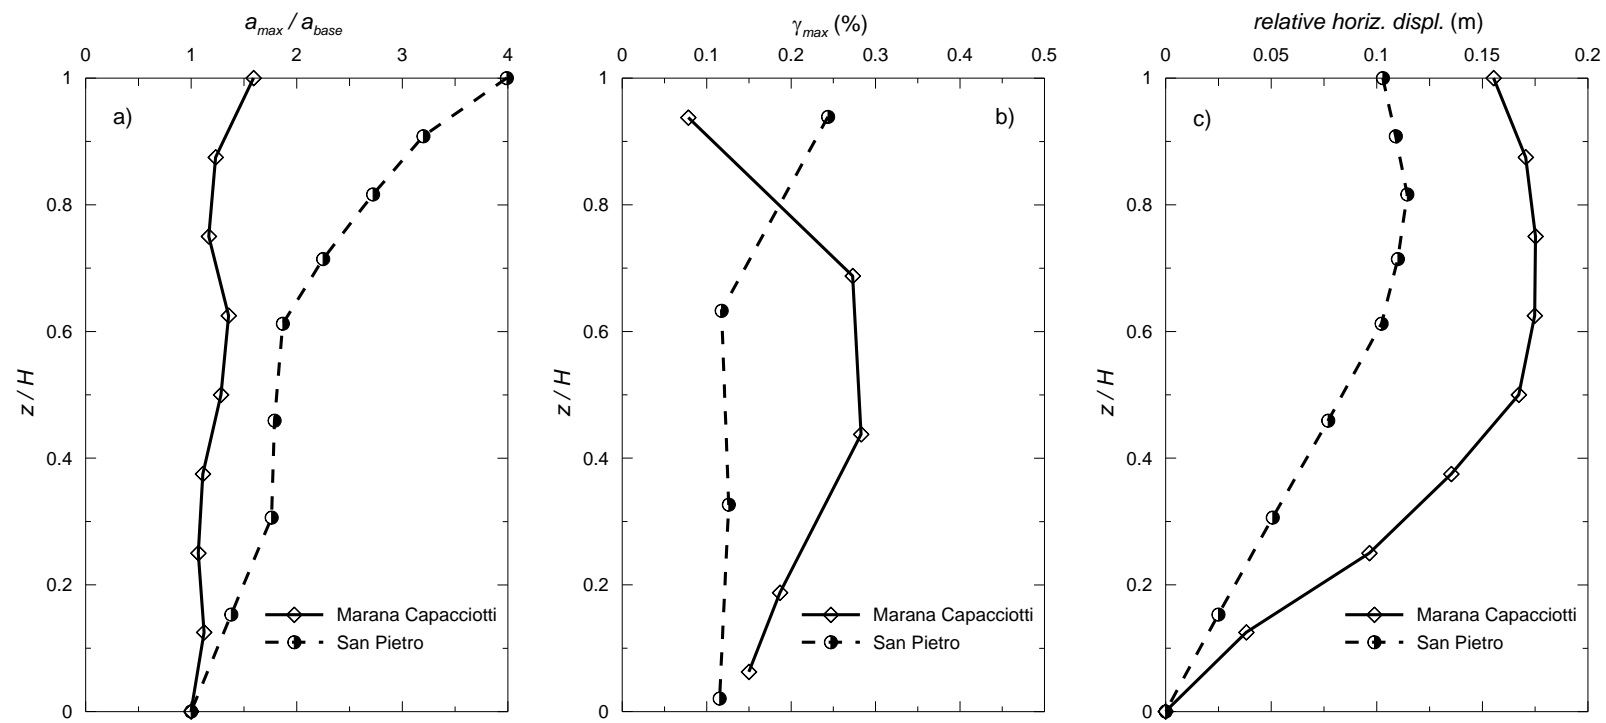 a_max / a_base
0 1 2 3 4
1
0.8
0.6
0.4
0.2
0
z / H
a)
Marana Capacciotti
San Pietro
γ_max (%)
0 0.1 0.2 0.3 0.4 0.5
1
0.8
0.6
0.4
0.2
0
z / H
b)
Marana Capacciotti
San Pietro
relative horiz. displ. (m)
0 0.05 0.1 0.15 0.2
1
0.8
0.6
0.4
0.2
0
z / H
c)
Marana Capacciotti
San Pietro